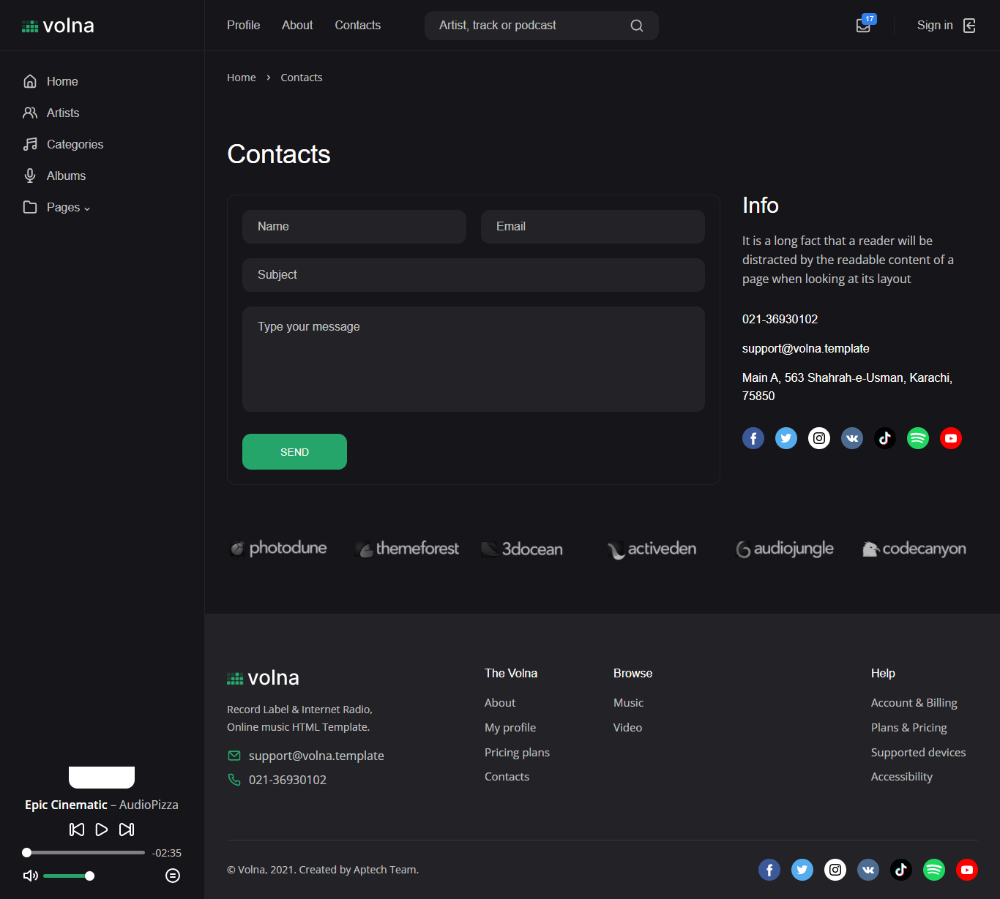 volna
Profile
About
Contacts
Artist, track or podcast
17
Sign in
Home
Artists
Categories
Albums
Pages
Home
Contacts
Contacts
Name
Email
Subject
Type your message
SEND
Info
It is a long fact that a reader will be
distracted by the readable content of a
page when looking at its layout
021-36930102
support@volna.template
Main A, 563 Shahrah-e-Usman, Karachi,
75850
photodune
themeforest
3docean
activeden
audiojungle
codecanyon
volna
Record Label & Internet Radio,
Online music HTML Template.
support@volna.template
021-36930102
The Volna
About
My profile
Pricing plans
Contacts
Browse
Music
Video
Help
Account & Billing
Plans & Pricing
Supported devices
Accessibility
Epic Cinematic – AudioPizza
-02:35
© Volna, 2021. Created by Aptech Team.